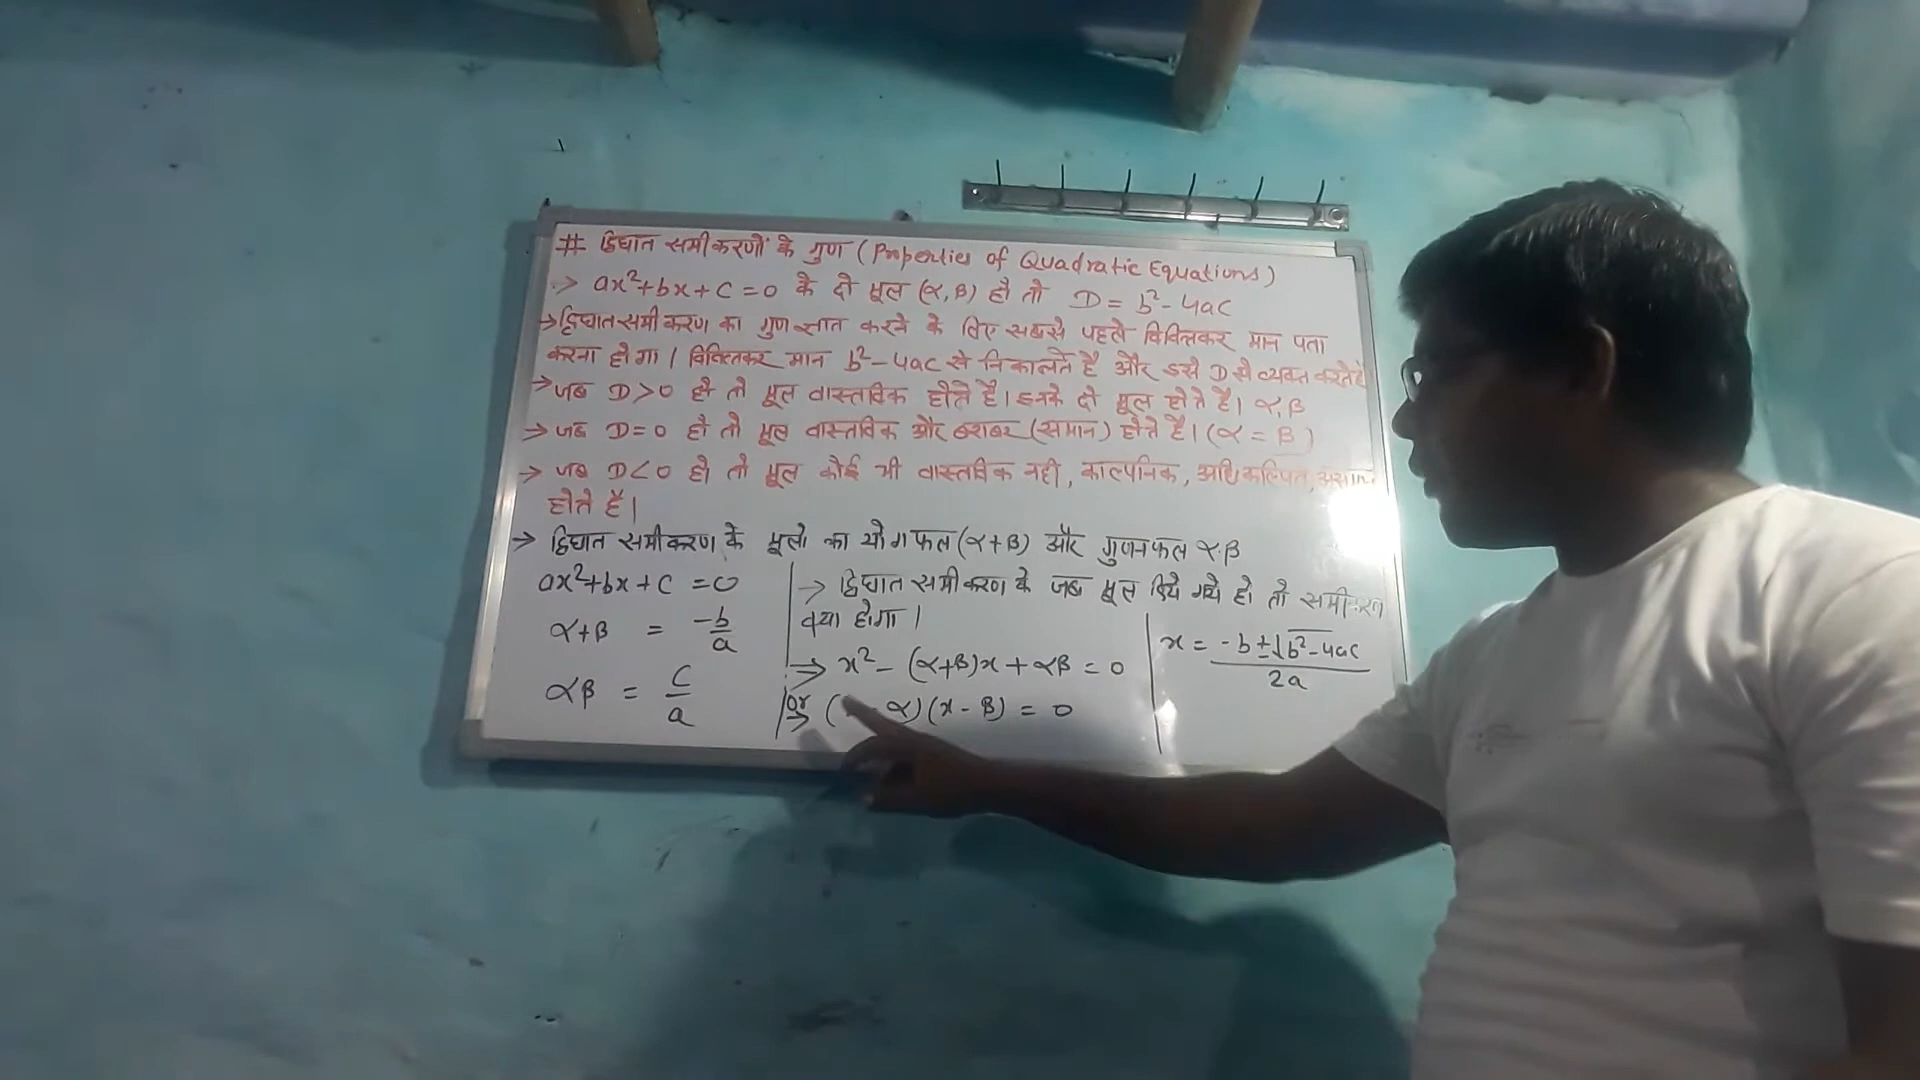 # द्विघात समीकरणों के गुण (Properties of Quadratic Equations)
-> ax²+bx+c=0 के दो मूल (α,β) हो तो D = b²-4ac
-> द्विघात समीकरण का गुण ज्ञात करने के लिए सबसे पहले विविक्तकर मान पता
करना होगा। विविक्तकर मान b²-4ac से निकालते है और इसे D से व्यक्त करते है
-> जब D>0 हो तो मूल वास्तविक होते है। इनके दो मूल होते है। α,β
-> जब D=0 हो तो मूल वास्तविक और बराबर (समान) होते है। (α = β)
-> जब D<0 हो तो मूल कोई भी वास्तविक नही, काल्पनिक, अधिकल्पित,
होते है।
-> द्विघात समीकरण के मूलो का योगफल (α+β) और गुणनफल α.β
ax²+bx+c=0
α+β = -b/a
αβ = c/a
-> द्विघात समीकरण के जब मूल दिये गये हो तो समीकरण
क्या होगा।
=> x² - (α+β)x + αβ = 0
or => ( - α)(x - β) = 0
x = -b±√b²-4ac / 2a